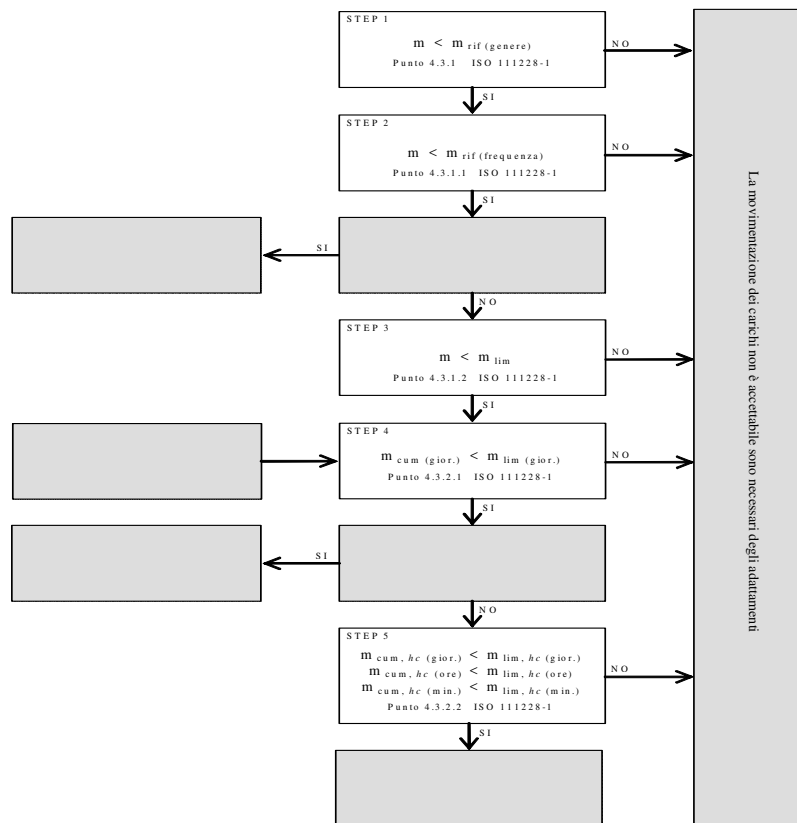 STEP 1
m < m rif (genere)
Punto 4.3.1 ISO 111228-1
NO
SI
STEP 2
m < m rif (frequenza)
Punto 4.3.1.1 ISO 111228-1
NO
SI
SI
NO
STEP 3
m < m lim
Punto 4.3.1.2 ISO 111228-1
NO
SI
STEP 4
m cum (gior.) < m lim (gior.)
Punto 4.3.2.1 ISO 111228-1
NO
SI
SI
NO
STEP 5
m cum, hc (gior.) < m lim, hc (gior.)
m cum, hc (ore) < m lim, hc (ore)
m cum, hc (min.) < m lim, hc (min.)
Punto 4.3.2.2 ISO 111228-1
NO
SI
La movimentazione dei carichi non è accettabile sono necessari degli adattamenti